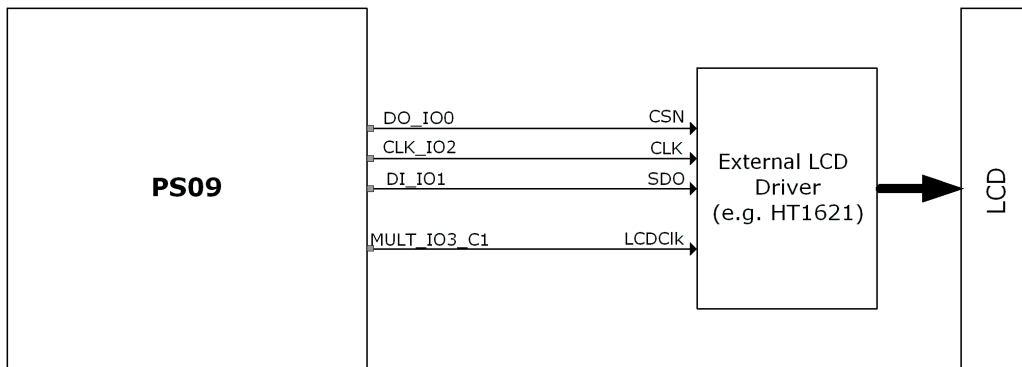 DO_IO0 CSN
CLK_IO2 CLK
DI_IO1 SDO
MULT_IO3_C1 LCDClk
PS09
External LCD
Driver
(e.g. HT1621)
LCD